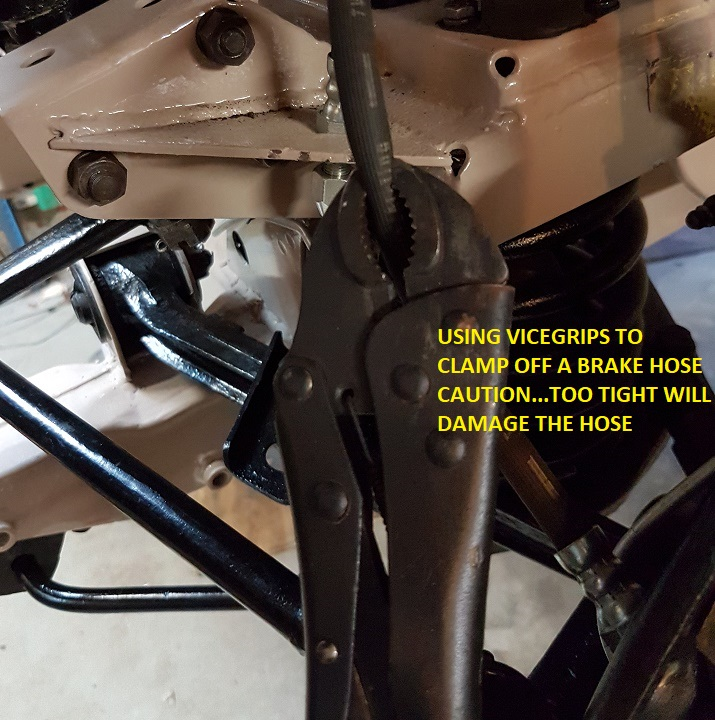 USING VICEGRIPS TO
CLAMP OFF A BRAKE HOSE
CAUTION...TOO TIGHT WILL
DAMAGE THE HOSE